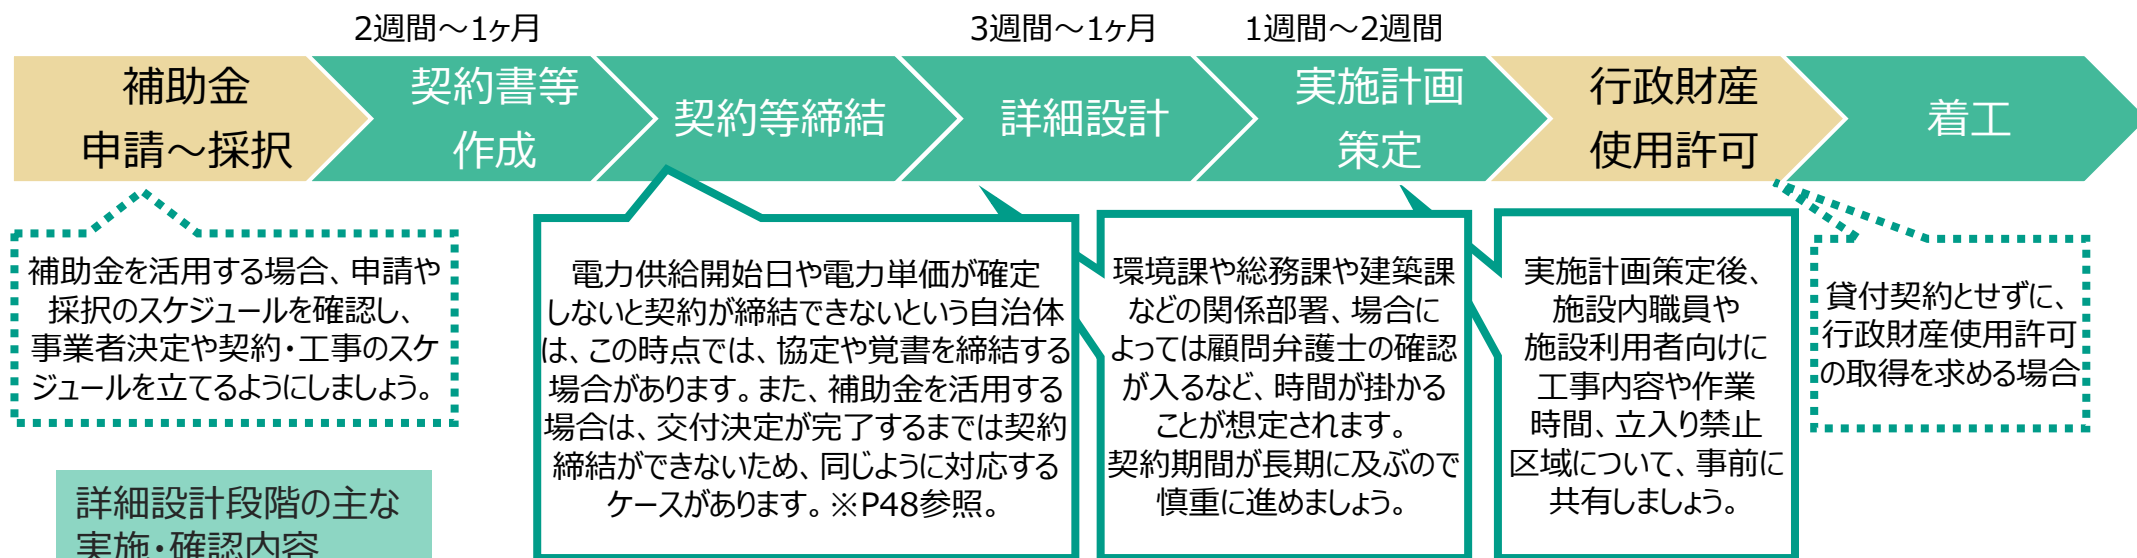 2週間～1ヶ月
3週間～1ヶ月
1週間～2週間
補助金
申請～採択
契約書等
作成
契約等締結
詳細設計
実施計画
策定
行政財産
使用許可
着工
補助金を活用する場合、申請や
採択のスケジュールを確認し、
事業者決定や契約・工事のスケ
ジュールを立てるようにしましょう。
電力供給開始日や電力単価が確定
しないと契約が締結できないという自治体
は、この時点では、協定や覚書を締結する
場合があります。また、補助金を活用する
場合は、交付決定が完了するまでは契約
締結ができないため、同じように対応する
ケースがあります。※P48参照。
環境課や総務課や建築課
などの関係部署、場合に
よっては顧問弁護士の確認
が入るなど、時間が掛かる
ことが想定されます。
契約期間が長期に及ぶので
慎重に進めましょう。
実施計画策定後、
施設内職員や
施設利用者向けに
工事内容や作業
時間、立入り禁止
区域について、事前に
共有しましょう。
貸付契約とせずに、
行政財産使用許可
の取得を求める場合
詳細設計段階の主な
実施・確認内容